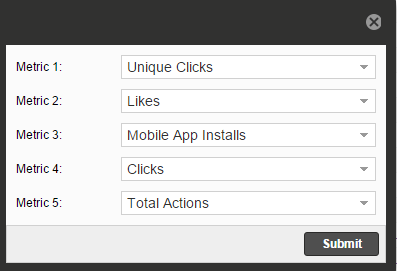 Metric 1: Unique Clicks
Metric 2: Likes
Metric 3: Mobile App Installs
Metric 4: Clicks
Metric 5: Total Actions
Submit